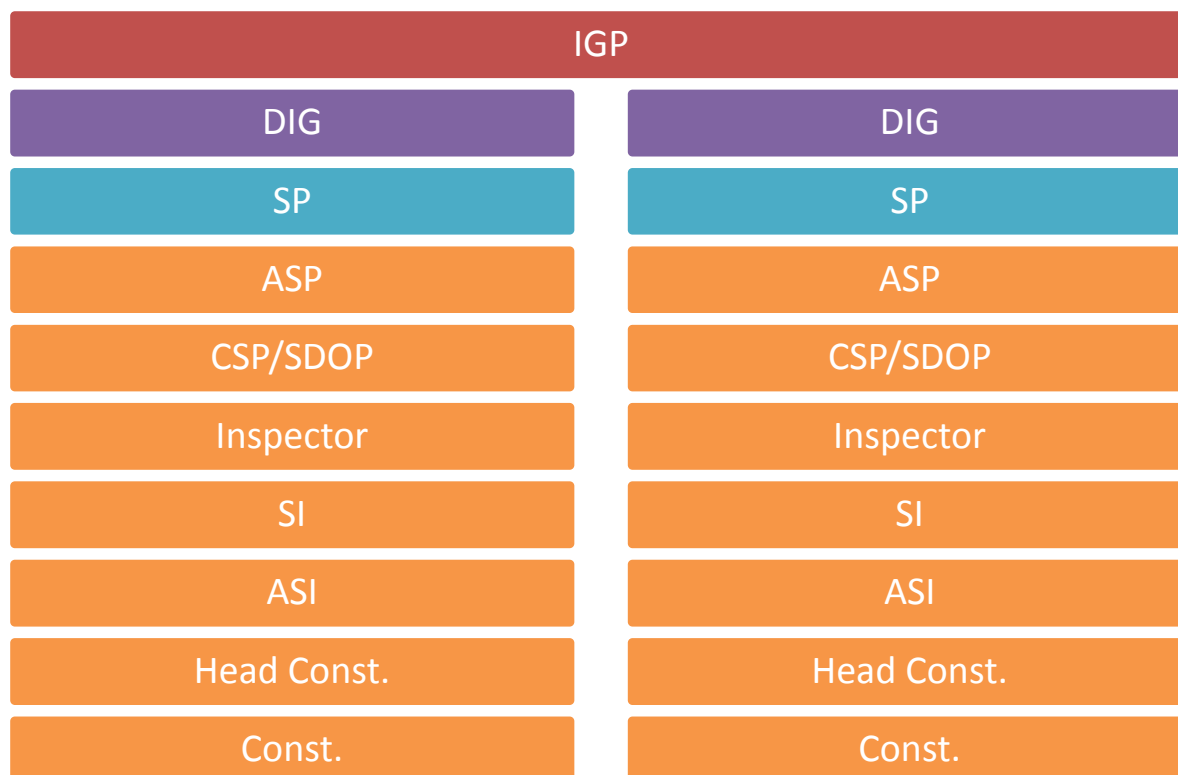 IGP
DIG DIG
SP SP
ASP ASP
CSP/SDOP CSP/SDOP
Inspector Inspector
SI SI
ASI ASI
Head Const. Head Const.
Const. Const.